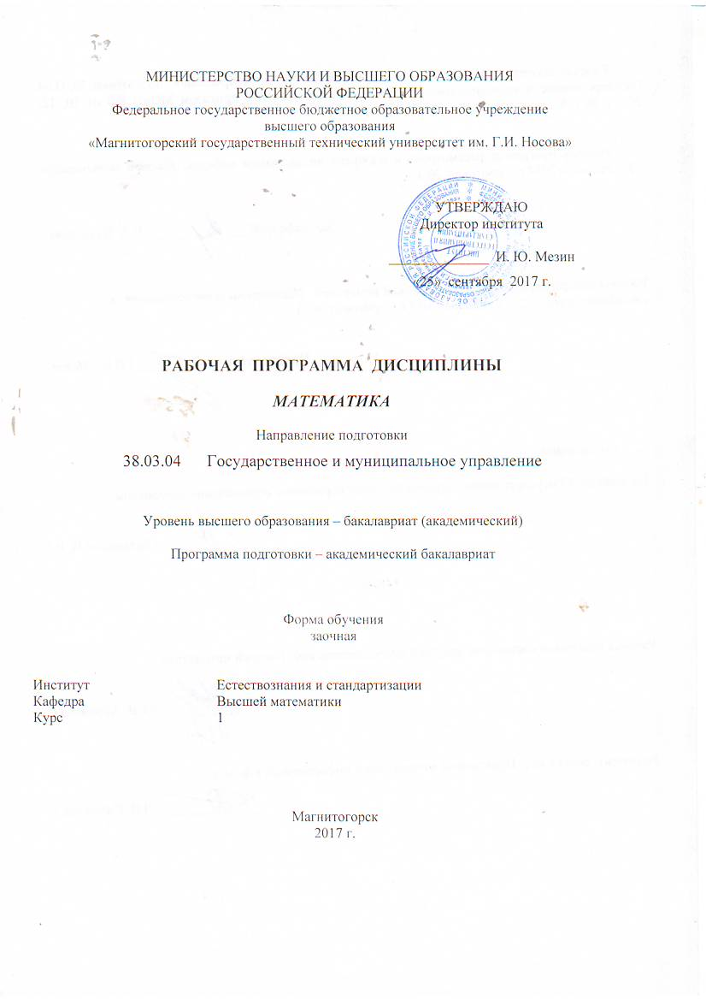 МИНИСТЕРСТВО НАУКИ И ВЫСШЕГО ОБРАЗОВАНИЯ
РОССИЙСКОЙ ФЕДЕРАЦИИ
Федеральное государственное бюджетное образовательное учреждение
высшего образования
«Магнитогорский государственный технический университет им. Г.И. Носова»
УТВЕРЖДАЮ
Директор института
И. Ю. Мезин
«25» сентября 2017 г.
РАБОЧАЯ ПРОГРАММА ДИСЦИПЛИНЫ
МАТЕМАТИКА
Направление подготовки
38.03.04 Государственное и муниципальное управление
Уровень высшего образования – бакалавриат (академический)
Программа подготовки – академический бакалавриат
Форма обучения
заочная
Институт Естествознания и стандартизации
Кафедра Высшей математики
Курс 1
Магнитогорск
2017 г.